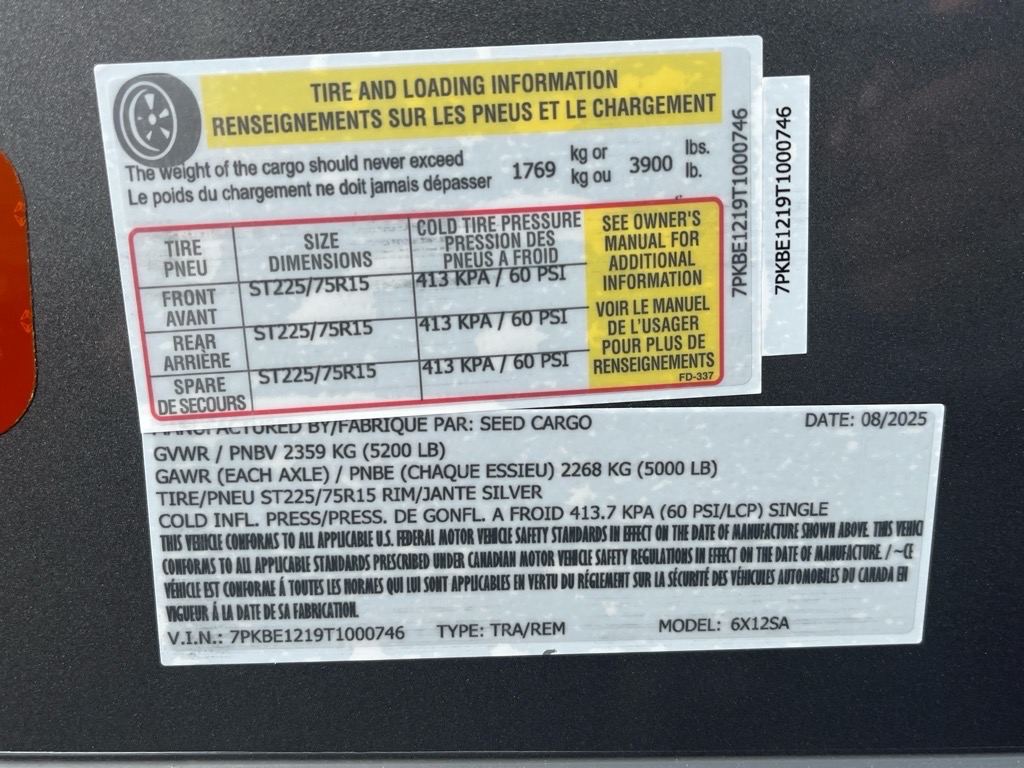 TIRE AND LOADING INFORMATION
RENSEIGNEMENTS SUR LES PNEUS ET LE CHARGEMENT
The weight of the cargo should never exceed 1769 kg or 3900 lbs.
Le poids du chargement ne doit jamais dépasser kg ou lb.
TIRE
PNEU
SIZE
DIMENSIONS
COLD TIRE PRESSURE
PRESSION DES
PNEUS A FROID
FRONT
AVANT
ST225/75R15
413 KPA / 60 PSI
REAR
ARRIÈRE
ST225/75R15
413 KPA / 60 PSI
SPARE
DE SECOURS
ST225/75R15
413 KPA / 60 PSI
SEE OWNER'S
MANUAL FOR
ADDITIONAL
INFORMATION
VOIR LE MANUEL
DE L'USAGER
POUR PLUS DE
RENSEIGNEMENTS
FD-337
7PKBE1219T1000746
7PKBE1219T1000746
MANUFACTURED BY/FABRIQUE PAR: SEED CARGO DATE: 08/2025
GVWR / PNBV 2359 KG (5200 LB)
GAWR (EACH AXLE) / PNBE (CHAQUE ESSIEU) 2268 KG (5000 LB)
TIRE/PNEU ST225/75R15 RIM/JANTE SILVER
COLD INFL. PRESS/PRESS. DE GONFL. A FROID 413.7 KPA (60 PSI/LCP) SINGLE
THIS VEHICLE CONFORMS TO ALL APPLICABLE U.S. FEDERAL MOTOR VEHICLE SAFETY STANDARDS IN EFFECT ON THE DATE OF MANUFACTURE SHOWN ABOVE. THIS VEHICL
CONFORMS TO ALL APPLICABLE STANDARDS PRESCRIBED UNDER CANADIAN MOTOR VEHICLE SAFETY REGULATIONS IN EFFECT ON THE DATE OF MANUFACTURE. / ~CE
VÉHICLE EST CONFORME Á TOUTES LES NORMES QUI LUI SONT APPLICABLES EN VERTU DU RÉGLEMENT SUR LA SÉCURITÉ DES VÉHICULES AUTOMOBILES DU CANADA EN
VIGUEUR Á LA DATE DE SA FABRICATION.
V.I.N.: 7PKBE1219T1000746 TYPE: TRA/REM MODEL: 6X12SA